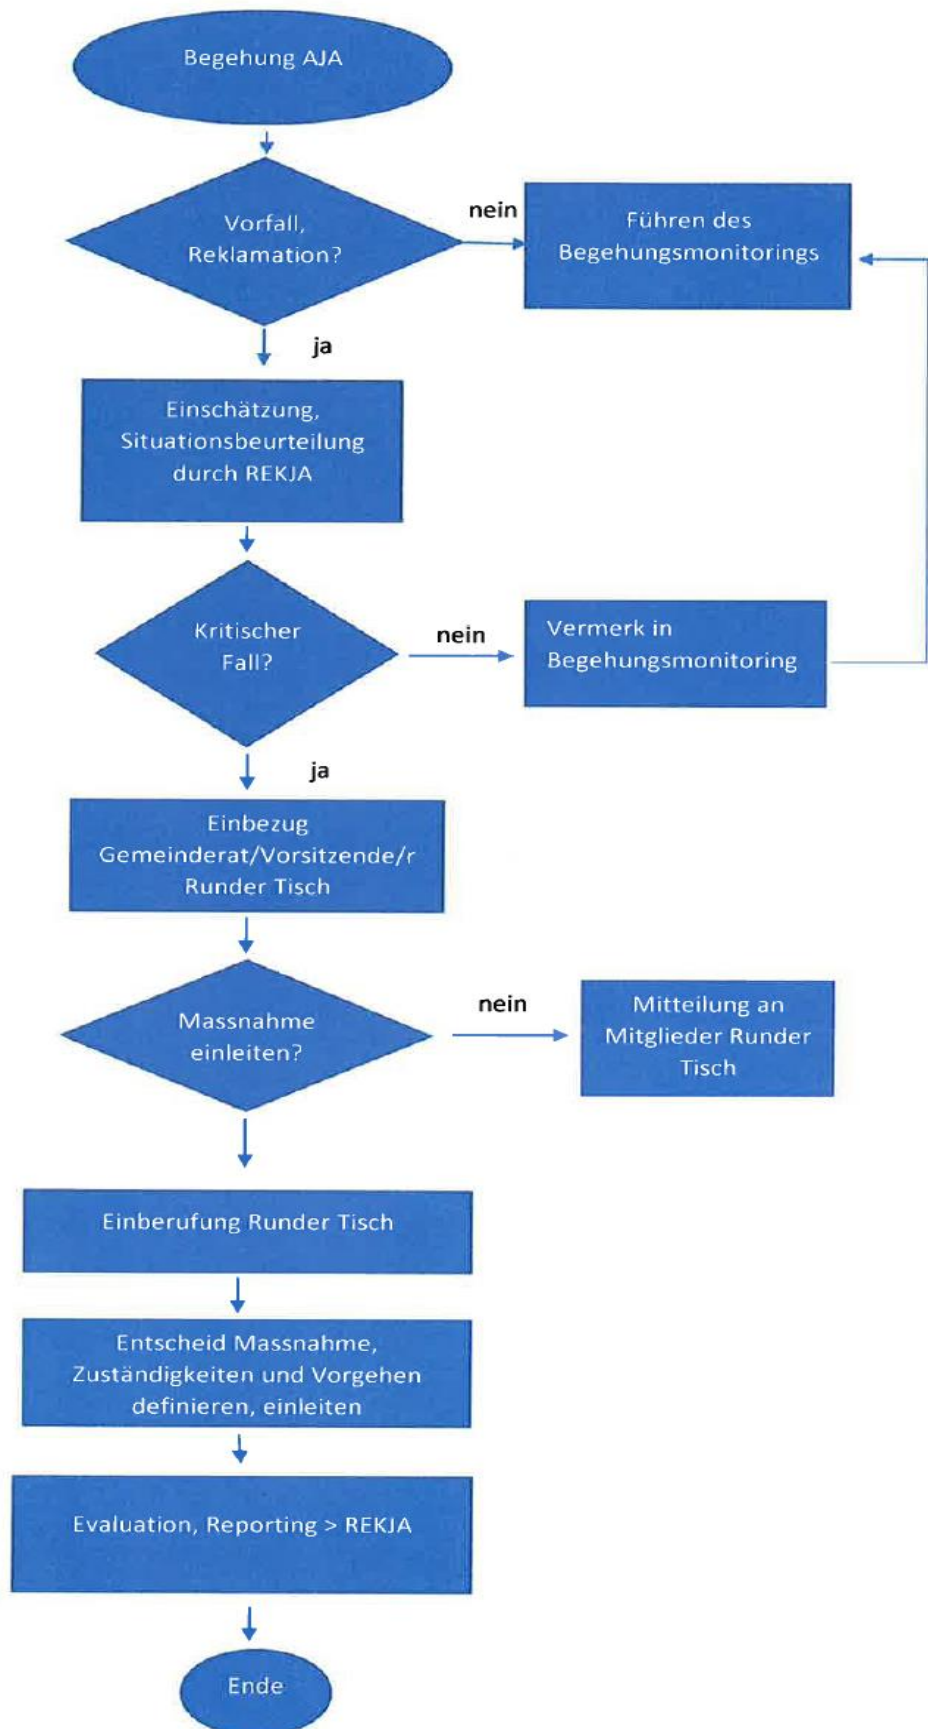 Begehung AJA
Vorfall,
Reklamation?
nein
Führen des
Begehungsmonitorings
ja
Einschätzung,
Situationsbeurteilung
durch REKJA
Kritischer
Fall?
nein
Vermerk in
Begehungsmonitoring
ja
Einbezug
Gemeinderat/Vorsitzende/r
Runder Tisch
Massnahme
einleiten?
nein
Mitteilung an
Mitglieder Runder
Tisch
Einberufung Runder Tisch
Entscheid Massnahme,
Zuständigkeiten und Vorgehen
definieren, einleiten
Evaluation, Reporting > REKJA
Ende